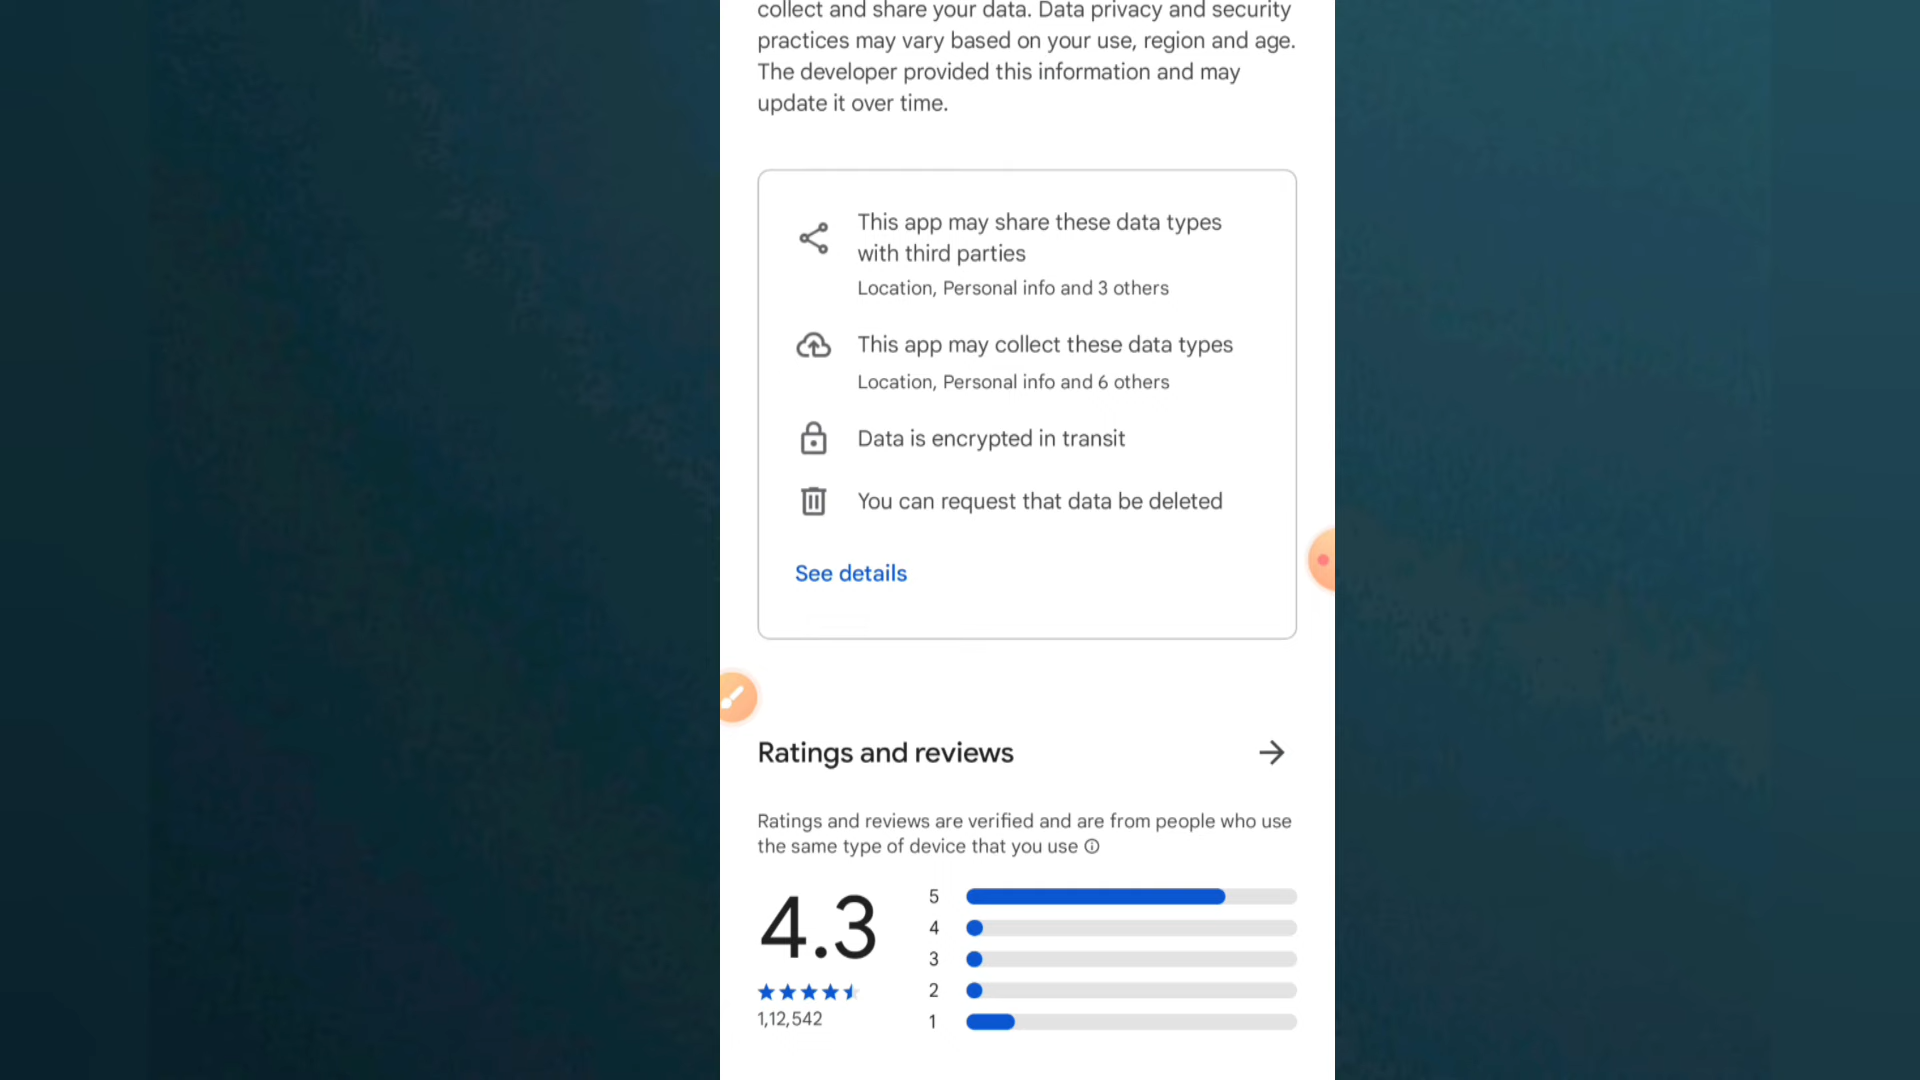 collect and share your data. Data privacy and security
practices may vary based on your use, region and age.
The developer provided this information and may
update it over time.
This app may share these data types
with third parties
Location, Personal info and 3 others
This app may collect these data types
Location, Personal info and 6 others
Data is encrypted in transit
You can request that data be deleted
See details
Ratings and reviews
Ratings and reviews are verified and are from people who use
the same type of device that you use
4.3
1,12,542
5
4
3
2
1